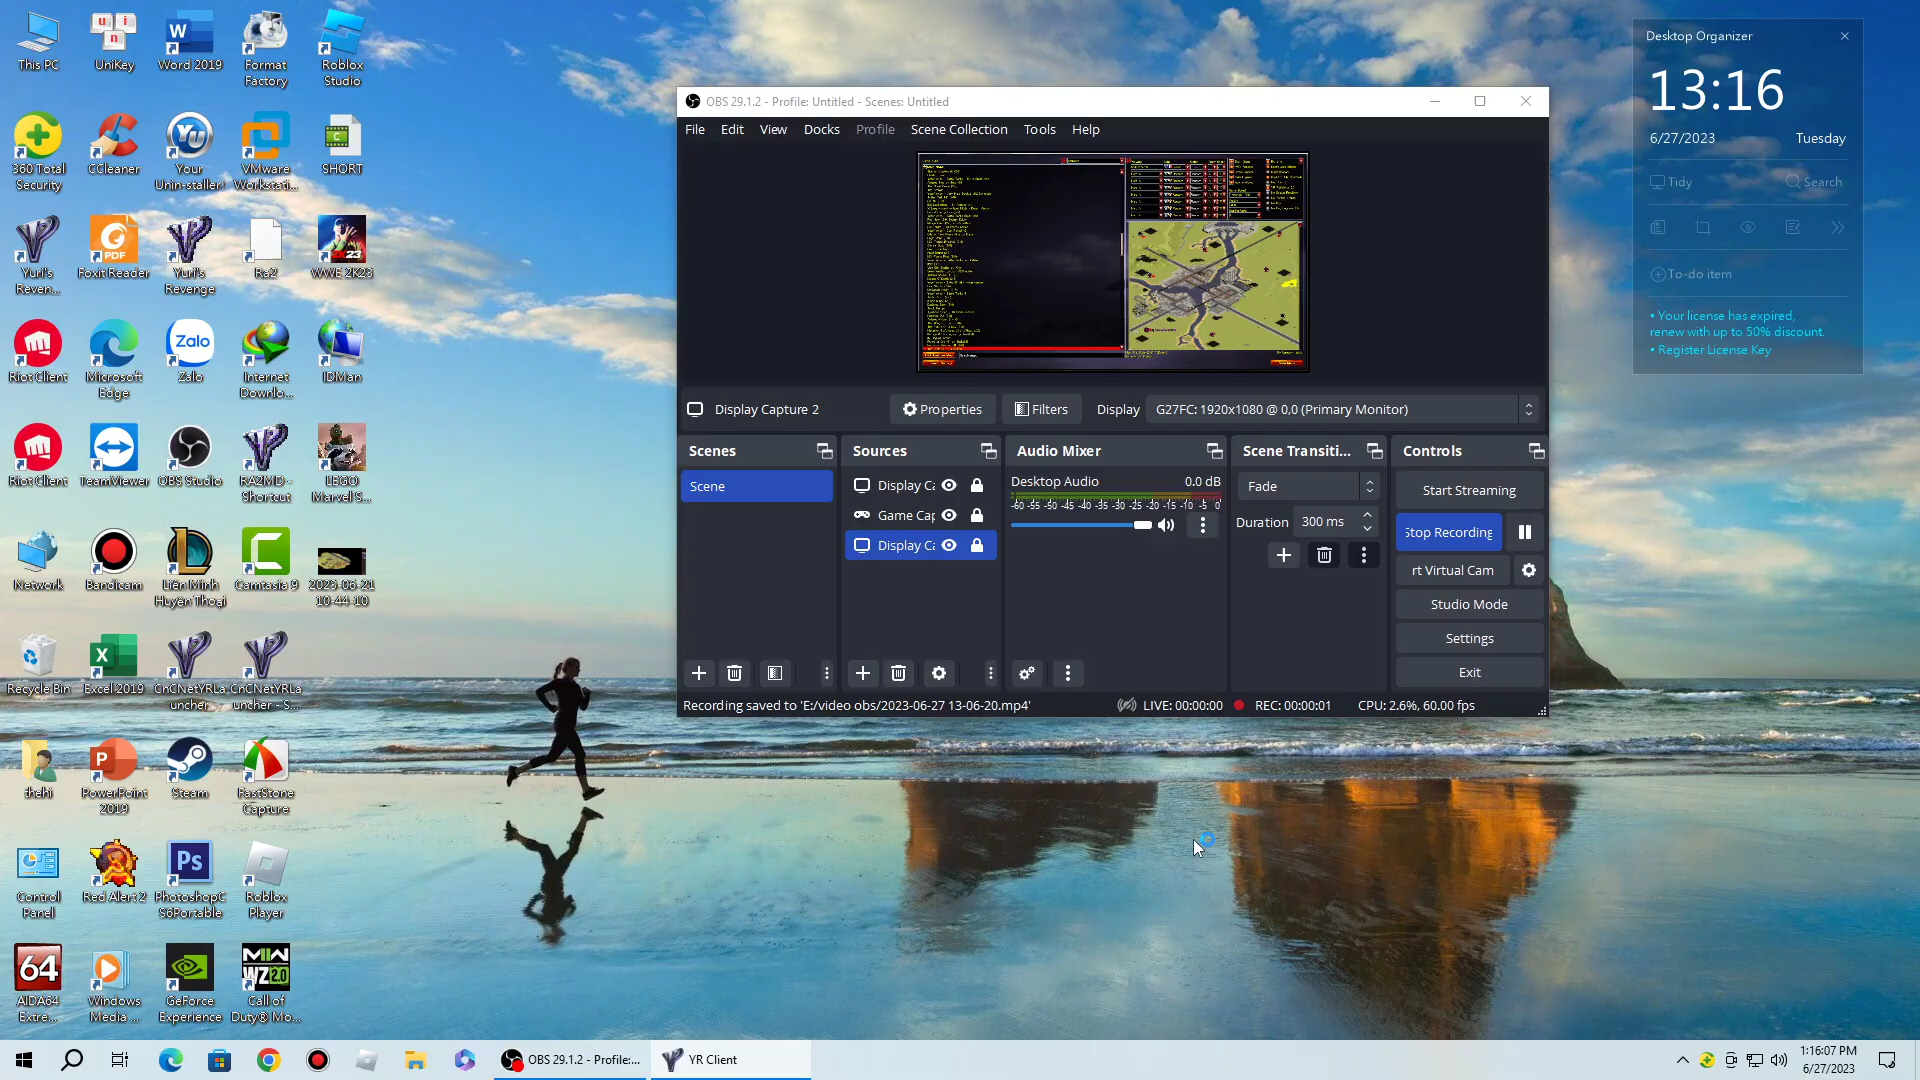 This PC
UniKey
Word 2019
Format
Factory
Roblox
Studio
360 Total
Security
CCleaner
Your
Unin-staller!
VMware
Workstati...
SHORT
Yuri's
Reven...
Foxit Reader
Yuri's
Revenge
Ra2
WWE 2K23
Riot Client
Microsoft
Edge
Zalo
Zalo
Internet
Downlo...
IDMan
Riot Client
TeamViewer
OBS Studio
RA2MD -
Shortcut
LEGO
Marvel S...
Network
Bandicam
Liên Minh
Huyền Thoại
Camtasia 9
2023-06-21
10-44-10
Recycle Bin
Excel 2019
CnCNetYRLa
uncher
CnCNetYRLa
uncher - S...
thehi
PowerPoint
2019
Steam
FastStone
Capture
Control
Panel
Red Alert 2
PhotoshopC
S6Portable
Roblox
Player
64
AIDA64
Extre...
Windows
Media ...
GeForce
Experience
MW
WZ 2.0
Call of
Duty® Mo...
OBS 29.1.2 - Profile: Untitled - Scenes: Untitled
File Edit View Docks Profile Scene Collection Tools Help
Display Capture 2 Properties Filters Display G27FC: 1920x1080 @ 0,0 (Primary Monitor)
Scenes
Scene
Sources
Display Ca
Game Cap
Display Ca
Audio Mixer
Desktop Audio 0.0 dB
-60 -55 -50 -45 -40 -35 -30 -25 -20 -15 -10 -5 0
Scene Transiti...
Fade
Duration 300 ms
Controls
Start Streaming
Stop Recording
rt Virtual Cam
Studio Mode
Settings
Exit
Recording saved to 'E:/video obs/2023-06-27 13-06-20.mp4' LIVE: 00:00:00 REC: 00:00:01 CPU: 2.6%, 60.00 fps
Desktop Organizer
13:16
6/27/2023 Tuesday
Tidy Search
To-do item
• Your license has expired,
renew with up to 50% discount.
• Register License Key
OBS 29.1.2 - Profile:...
YR Client
1:16:07 PM
6/27/2023